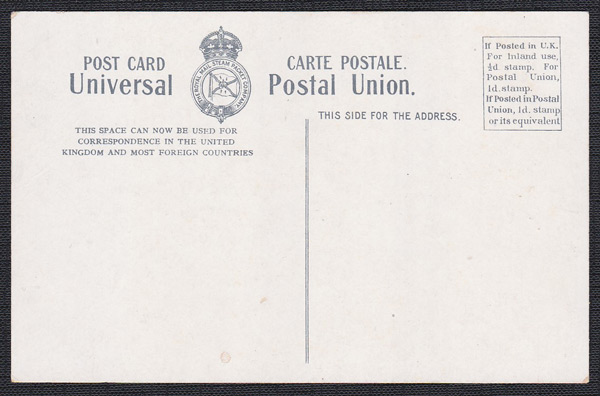 POST CARD
Universal
THIS SPACE CAN NOW BE USED FOR
CORRESPONDENCE IN THE UNITED
KINGDOM AND MOST FOREIGN COUNTRIES
THE ROYAL MAIL STEAM PACKET COMPANY
CARTE POSTALE.
Postal Union.
THIS SIDE FOR THE ADDRESS.
If Posted in U.K.
For Inland use,
½d stamp. For
Postal Union,
1d. stamp.
If Posted in Postal
Union, 1d. stamp
or its equivalent